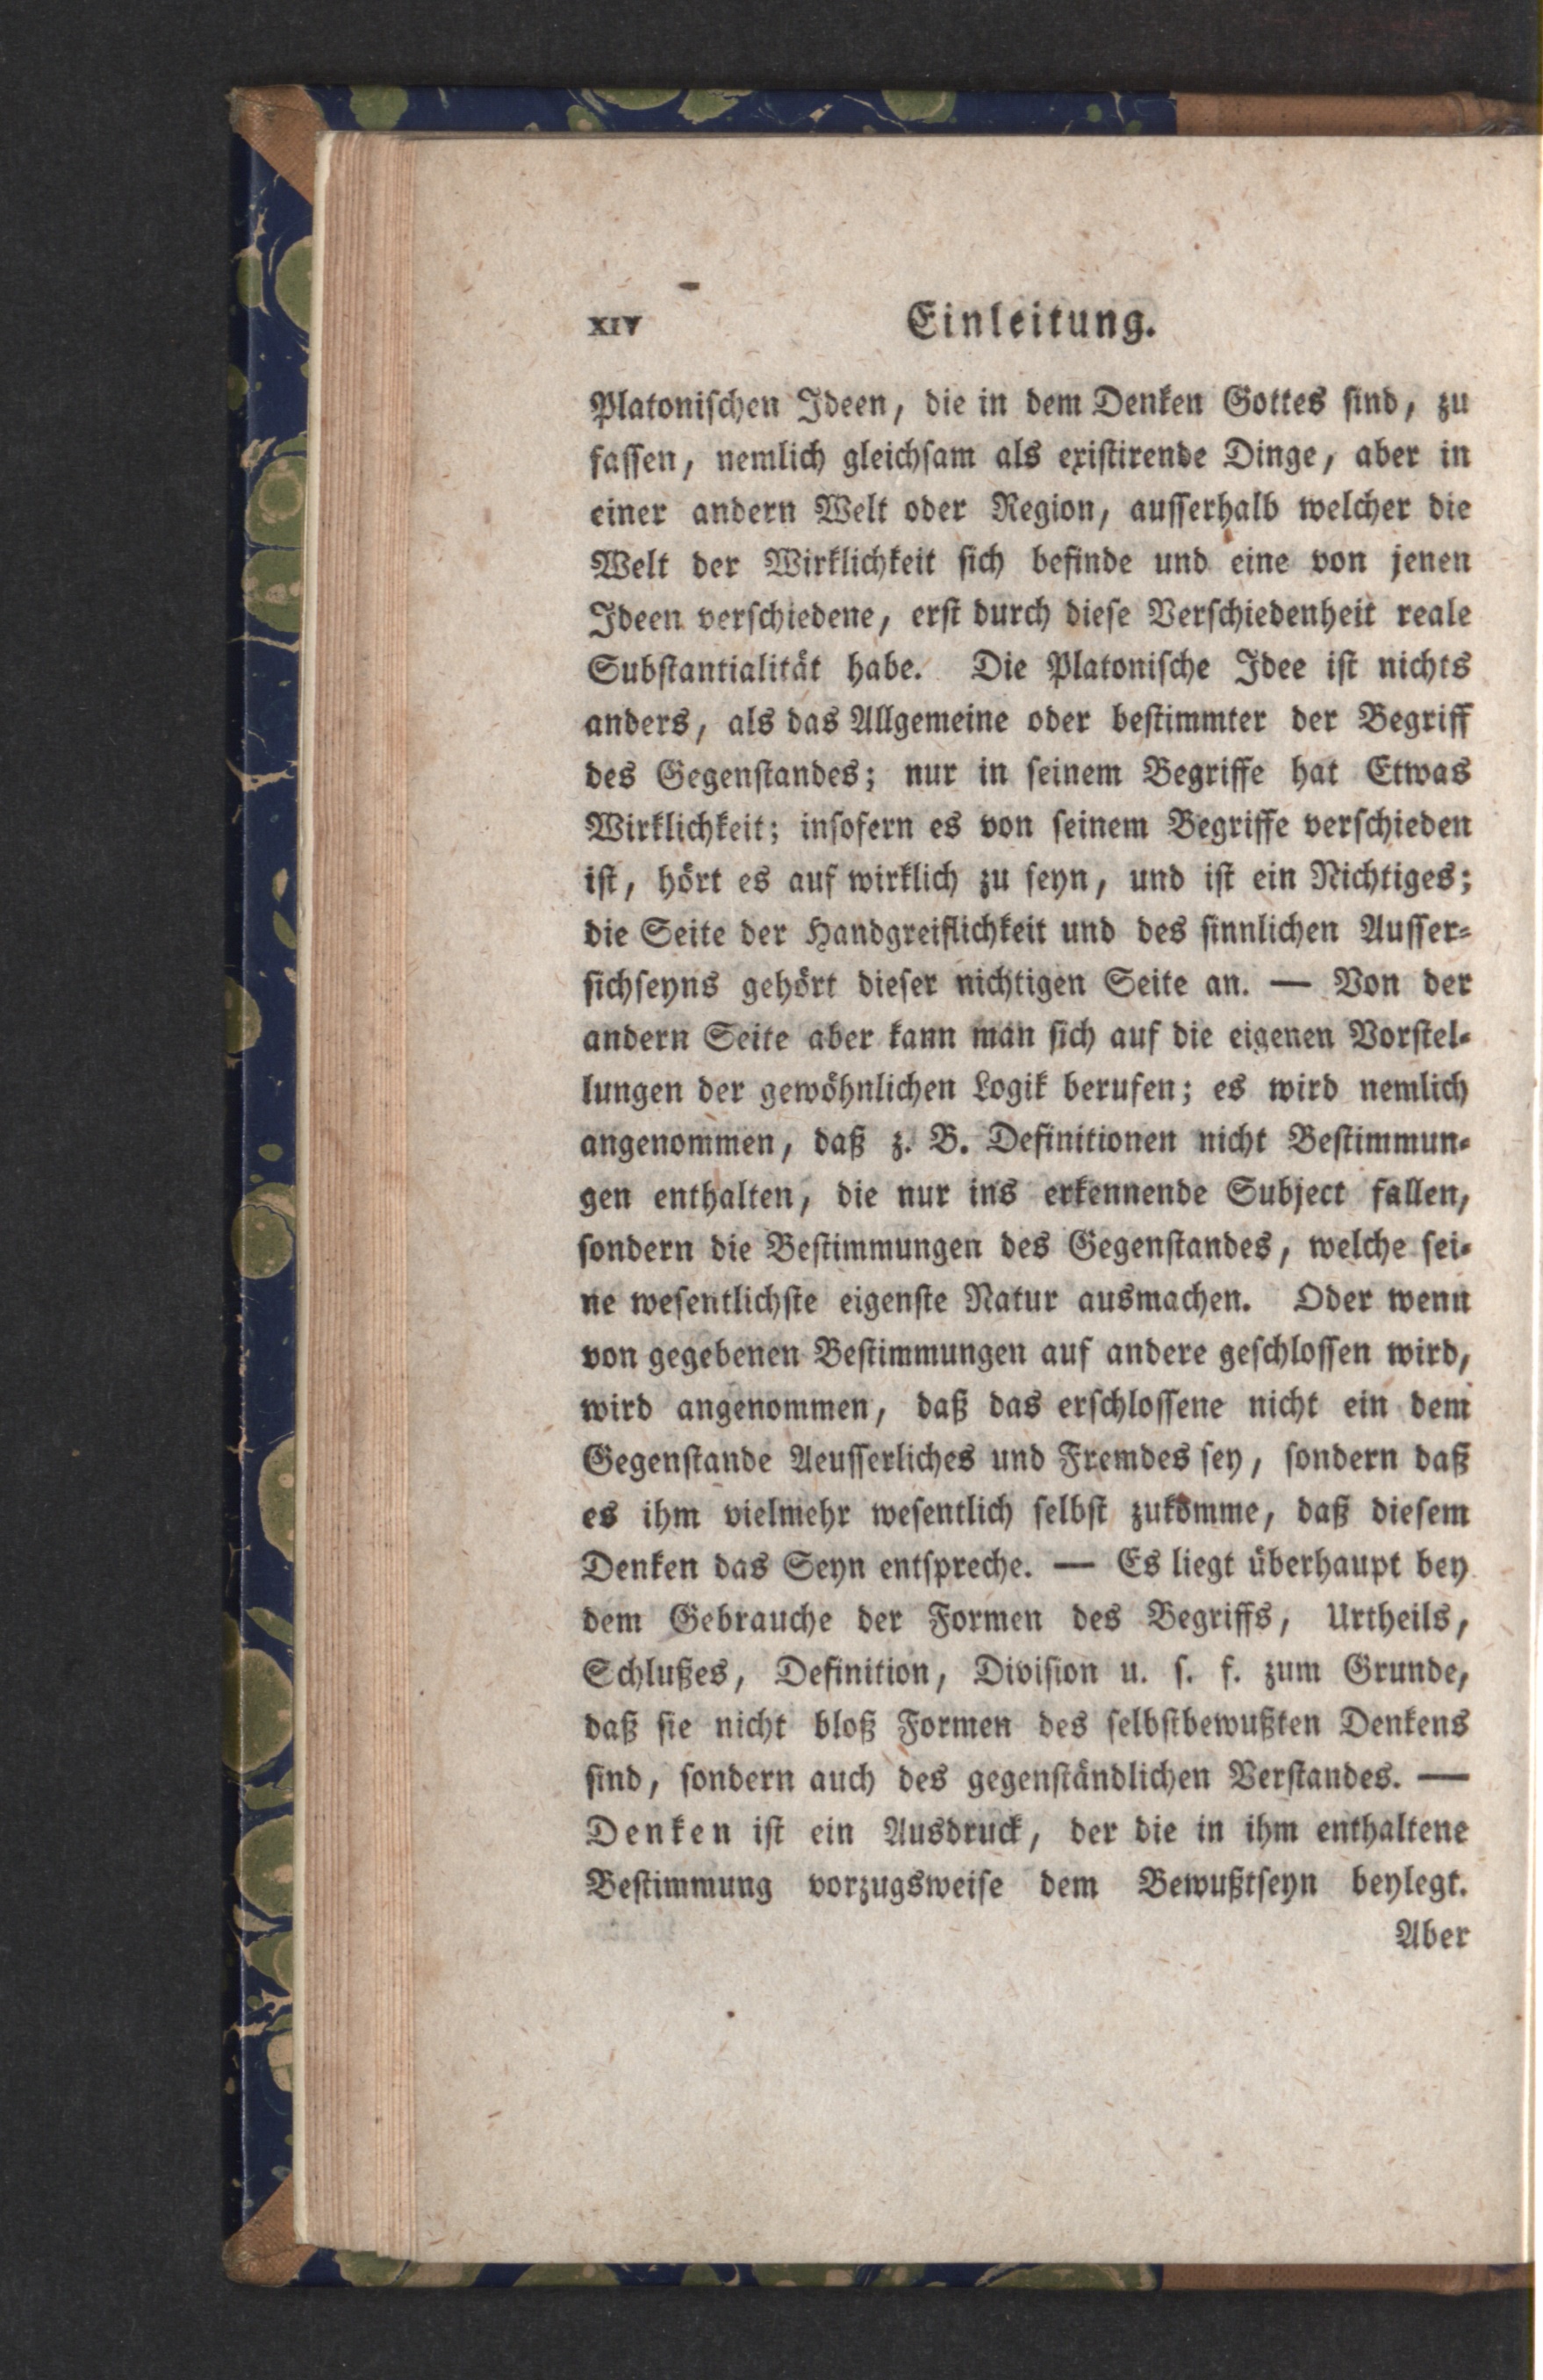 XIV Einleitung.
Platoniſchen Ideen, die in dem Denken Gottes ſind, zu
faſſen, nemlich gleichſam als exiſtirende Dinge, aber in
einer andern Welt oder Region, auſſerhalb welcher die
Welt der Wirklichkeit ſich befinde und eine von jenen
Ideen verſchiedene, erſt durch dieſe Verſchiedenheit reale
Subſtantialität habe. Die Platoniſche Idee iſt nichts
anders, als das Allgemeine oder beſtimmter der Begriff
des Gegenſtandes; nur in ſeinem Begriffe hat Etwas
Wirklichkeit; inſofern es von ſeinem Begriffe verſchieden
iſt, hört es auf wirklich zu ſeyn, und iſt ein Nichtiges;
die Seite der Handgreiflichkeit und des ſinnlichen Auſſer-
ſichſeyns gehört dieſer nichtigen Seite an. — Von der
andern Seite aber kann man ſich auf die eigenen Vorſtel-
lungen der gewöhnlichen Logik berufen; es wird nemlich
angenommen, daß z. B. Definitionen nicht Beſtimmun-
gen enthalten, die nur ins erkennende Subject fallen,
ſondern die Beſtimmungen des Gegenſtandes, welche ſei-
ne weſentlichſte eigenſte Natur ausmachen. Oder wenn
von gegebenen Beſtimmungen auf andere geſchloſſen wird,
wird angenommen, daß das erſchloſſene nicht ein dem
Gegenſtande Aeuſſerliches und Fremdes ſey, ſondern daß
es ihm vielmehr weſentlich ſelbſt zukomme, daß dieſem
Denken das Seyn entſpreche. — Es liegt überhaupt bey
dem Gebrauche der Formen des Begriffs, Urtheils,
Schlußes, Definition, Diviſion u. ſ. f. zum Grunde,
daß ſie nicht bloß Formen des ſelbſtbewußten Denkens
ſind, ſondern auch des gegenſtändlichen Verſtandes. —
Denken iſt ein Ausdruck, der die in ihm enthaltene
Beſtimmung vorzugsweiſe dem Bewußtſeyn beylegt.
Aber